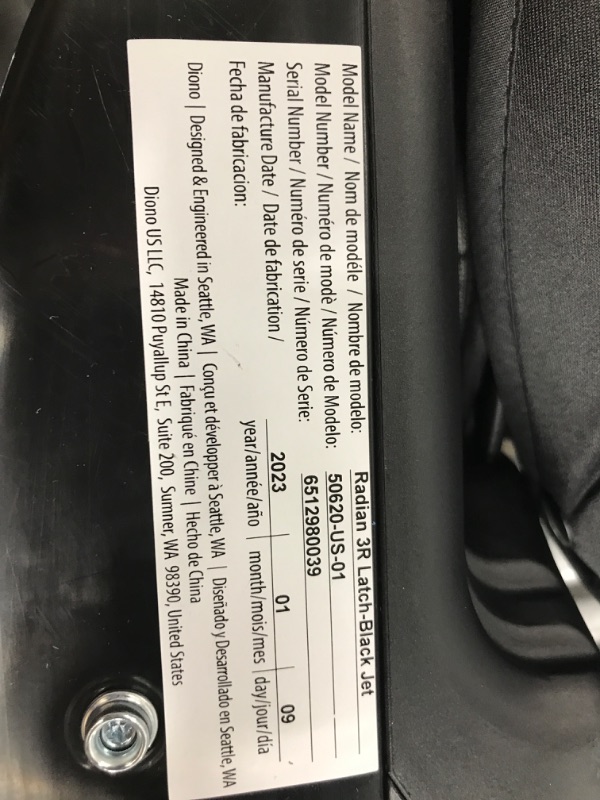 Model Name / Nom de modéle / Nombre de modelo: Radian 3R Latch-Black Jet
Model Number / Numéro de modè / Número de Modelo: 50620-US-01
Serial Number / Numéro de serie / Número de Serie: 6512980039
Manufacture Date / Date de fabrication / 2023 01 09
Fecha de fabricacion: year/année/año | month/mois/mes | day/jour/día
Diono | Designed & Engineered in Seattle, WA | Conçu et développer à Seattle, WA | Diseñado y Desarrollado en Seattle, WA
Made in China | Fabriqué en Chine | Hecho de China
Diono US LLC, 14810 Puyallup St E, Suite 200, Sumner, WA 98390, United States